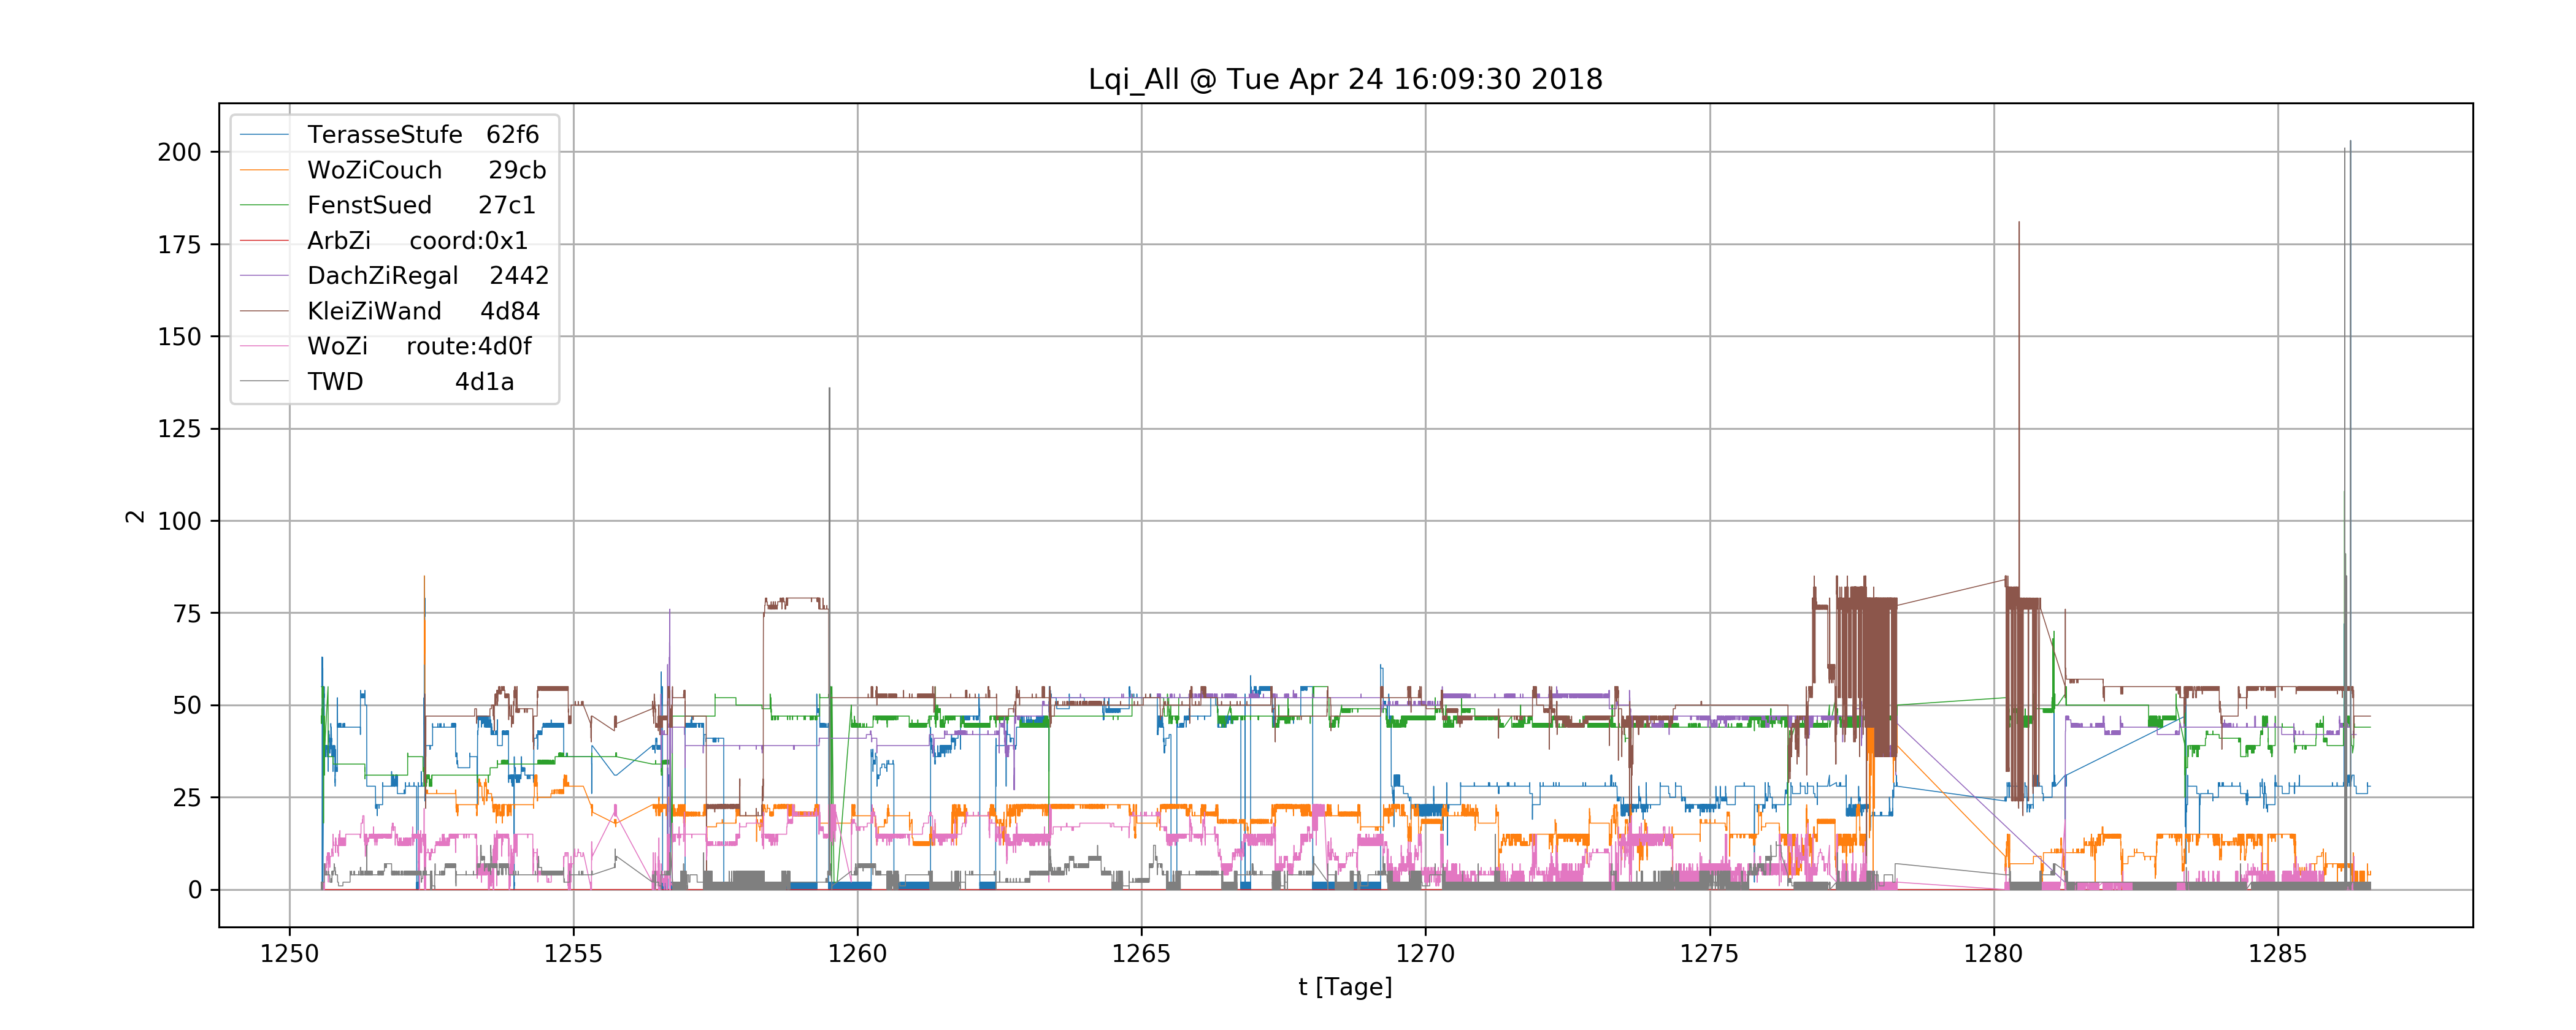 Lqi_All @ Tue Apr 24 16:09:30 2018
TerasseStufe 62f6
WoZiCouch 29cb
FenstSued 27c1
ArbZi coord:0x1
DachZiRegal 2442
KleiZiWand 4d84
WoZi route:4d0f
TWD 4d1a
200
175
150
125
100
75
50
25
0
2
1250 1255 1260 1265 1270 1275 1280 1285
t [Tage]